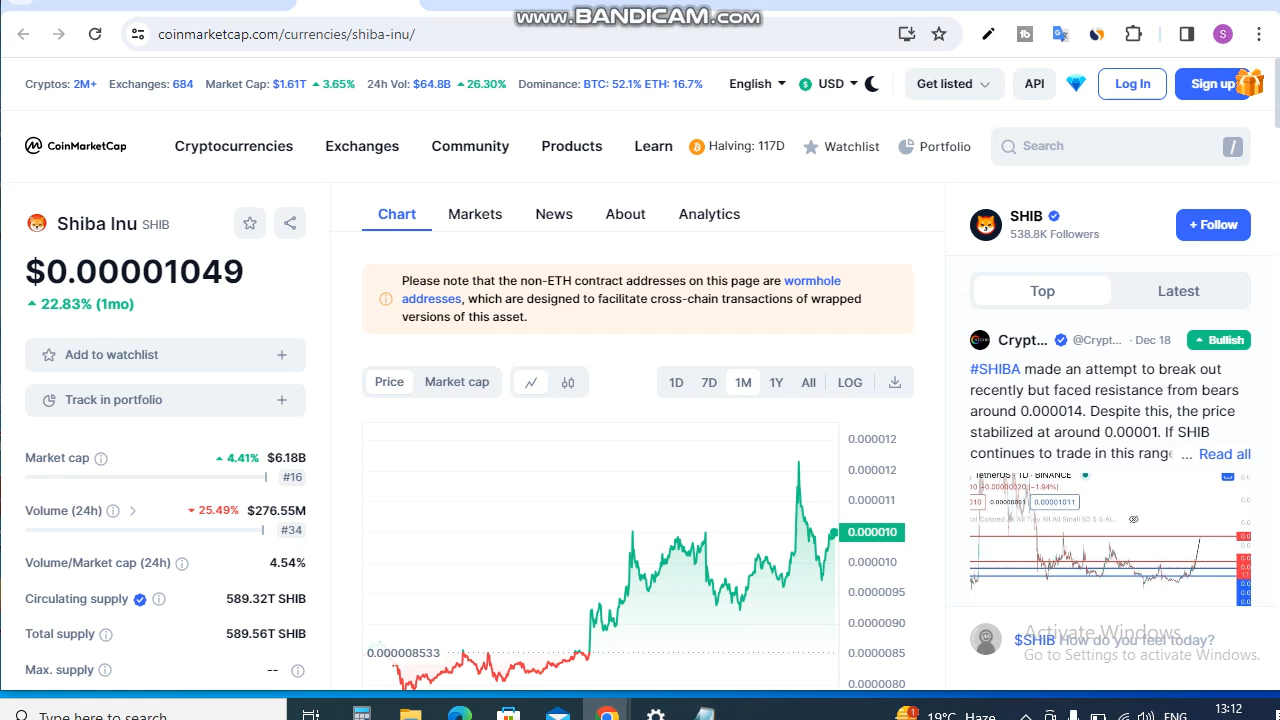 www.BANDICAM.com
coinmarketcap.com/currencies/shiba-inu/
S
Cryptos: 2M+ Exchanges: 684 Market Cap: $1.61T 3.65% 24h Vol: $64.8B 26.30% Dominance: BTC: 52.1% ETH: 16.7% English USD Get listed API Log In Sign up
CoinMarketCap Cryptocurrencies Exchanges Community Products Learn Halving: 117D Watchlist Portfolio Search /
Shiba Inu SHIB
$0.00001049
22.83% (1mo)
Add to watchlist +
Track in portfolio +
Market cap 4.41% $6.18B
#16
Volume (24h) 25.49% $276.55M
#34
Volume/Market cap (24h) 4.54%
Circulating supply 589.32T SHIB
Total supply 589.56T SHIB
Max. supply --
Chart Markets News About Analytics
Please note that the non-ETH contract addresses on this page are wormhole
addresses, which are designed to facilitate cross-chain transactions of wrapped
versions of this asset.
Price Market cap 1D 7D 1M 1Y All LOG
0.000012
0.000012
0.000011
0.000010
0.000010
0.0000095
0.0000090
0.000008533 0.0000085
0.0000080
SHIB
538.8K Followers
+ Follow
Top Latest
Crypt... @Crypt... · Dec 18 Bullish
#SHIBA made an attempt to break out
recently but faced resistance from bears
around 0.000014. Despite this, the price
stabilized at around 0.00001. If SHIB
continues to trade in this range ... Read all
TetherUS · 1D · BINANCE
(−1.94%)
0.00001011
$SHIB How do you feel today?
Activate Windows
Go to Settings to activate Windows.
Type here to search
19°C Haze
ENG
13:12